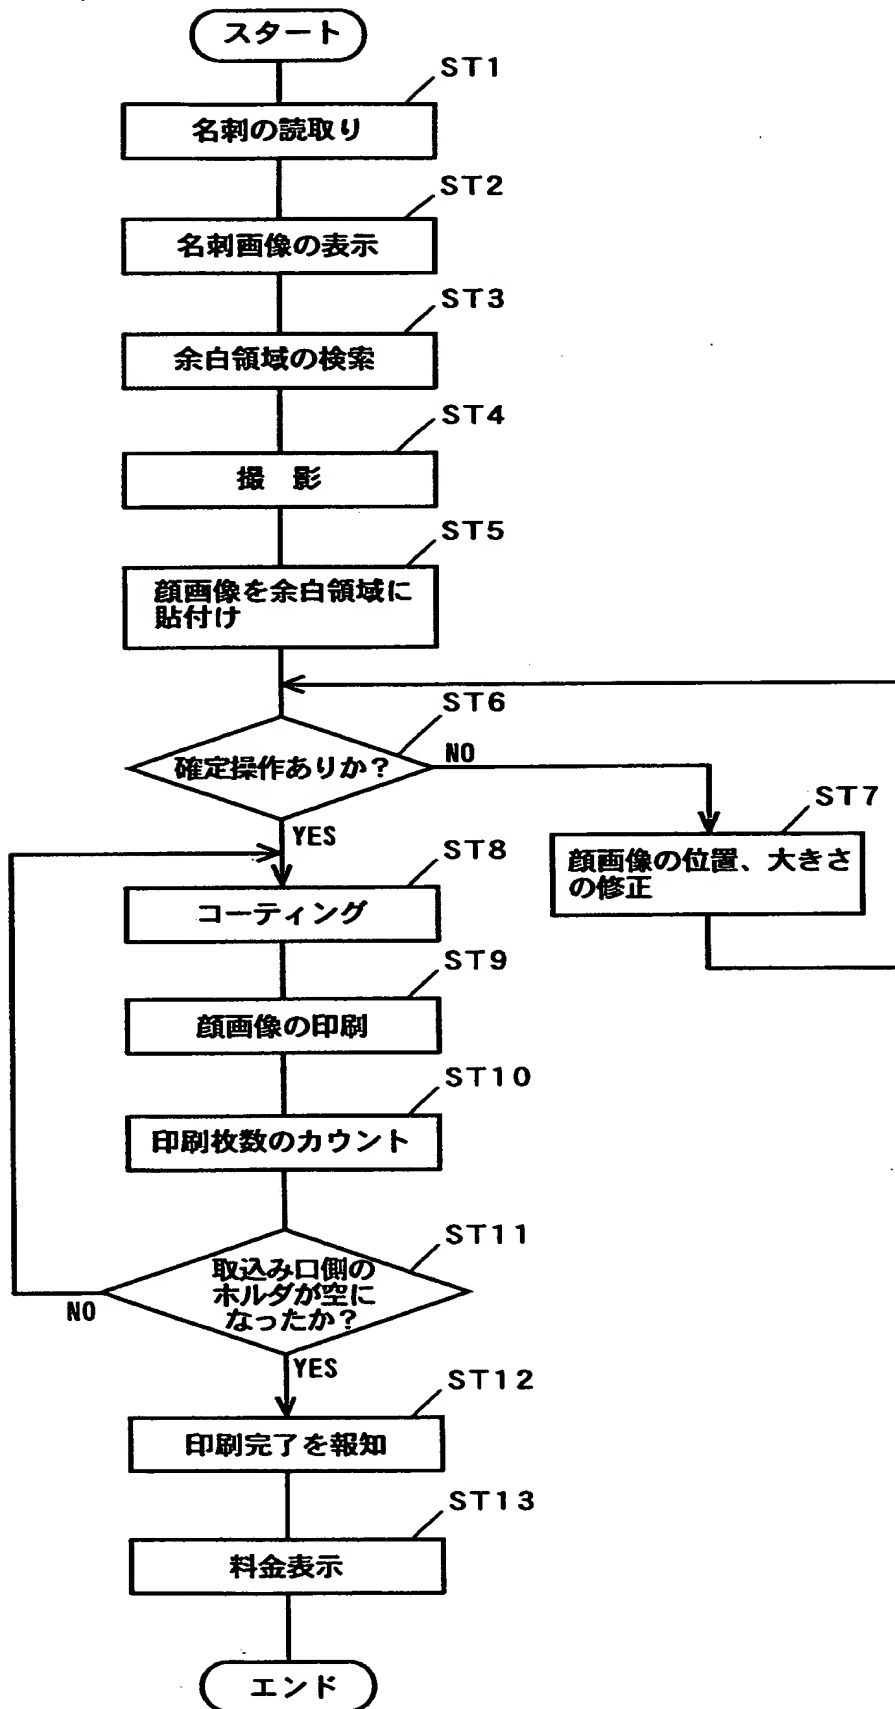 スタート
ST1
名刺の読取り
ST2
名刺画像の表示
ST3
余白領域の検索
ST4
撮 影
ST5
顔画像を余白領域に
貼付け
ST6
確定操作ありか?
NO
YES
ST7
顔画像の位置、大きさ
の修正
ST8
コーティング
ST9
顔画像の印刷
ST10
印刷枚数のカウント
ST11
取込み口側の
ホルダが空に
なったか?
NO
YES
ST12
印刷完了を報知
ST13
料金表示
エンド